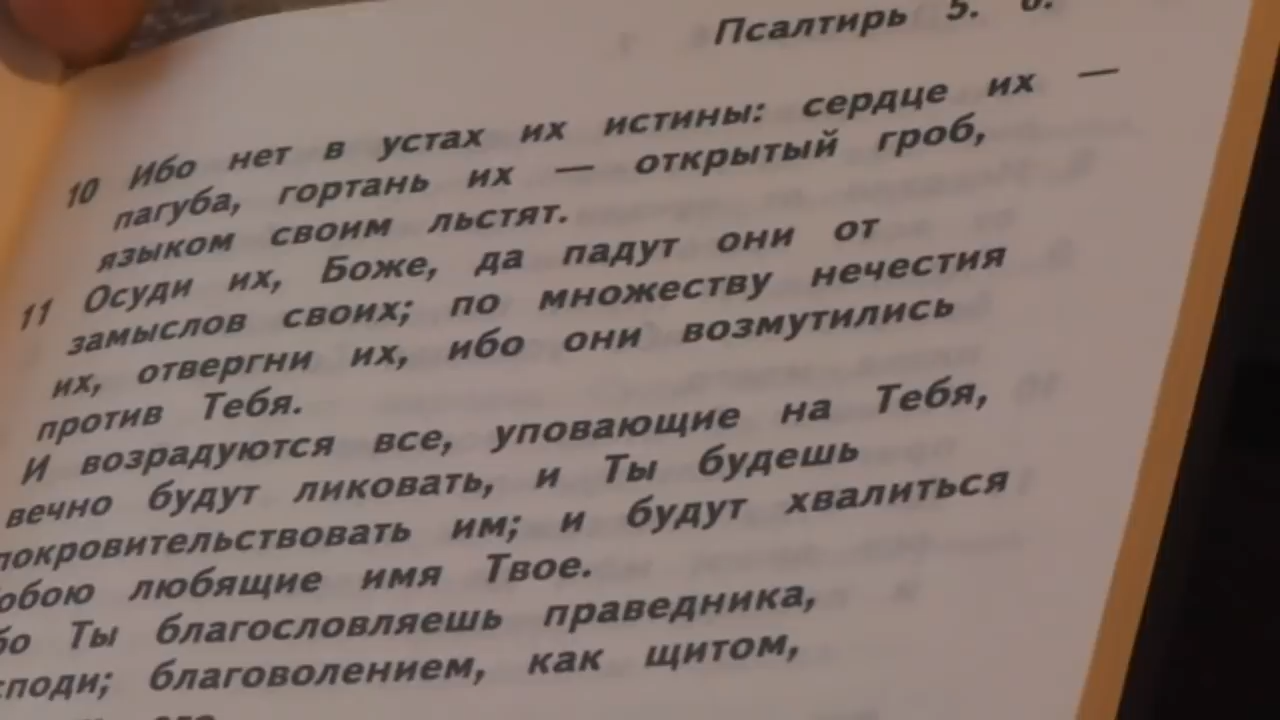 Псалтирь 5. 6.
10 Ибо нет в устах их истины: сердце их —
пагуба, гортань их — открытый гроб,
языком своим льстят.
11 Осуди их, Боже, да падут они от
замыслов своих; по множеству нечестия
их, отвергни их, ибо они возмутились
против Тебя.
И возрадуются все, уповающие на Тебя,
вечно будут ликовать, и Ты будешь
покровительствовать им; и будут хвалиться
обою любящие имя Твое.
бо Ты благословляешь праведника,
споди; благоволением, как щитом,